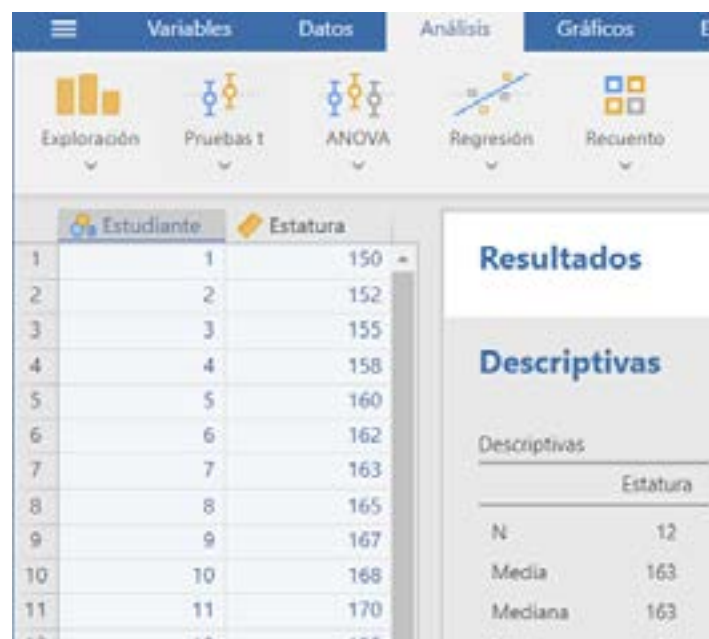 Variables Datos Análisis Gráficos
Exploración Pruebas t ANOVA Regresión Recuento
Estudiante Estatura
1 1 150
2 2 152
3 3 155
4 4 158
5 5 160
6 6 162
7 7 163
8 8 165
9 9 167
10 10 168
11 11 170
Resultados
Descriptivas
Descriptivas
Estatura
N 12
Media 163
Mediana 163